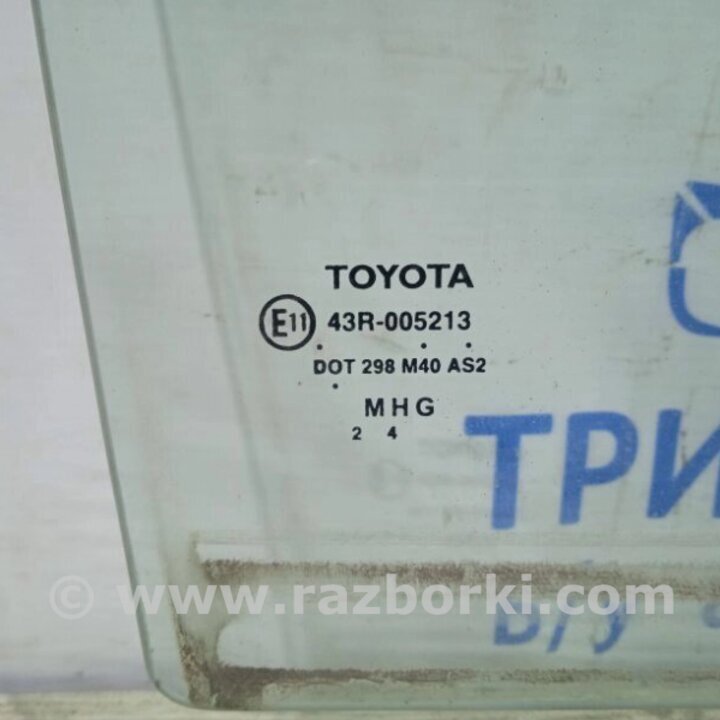 TOYOTA
E11 43R-005213
DOT 298 M40 AS2
MHG
2 4
ТРИ
© www.razborki.com
Б/У